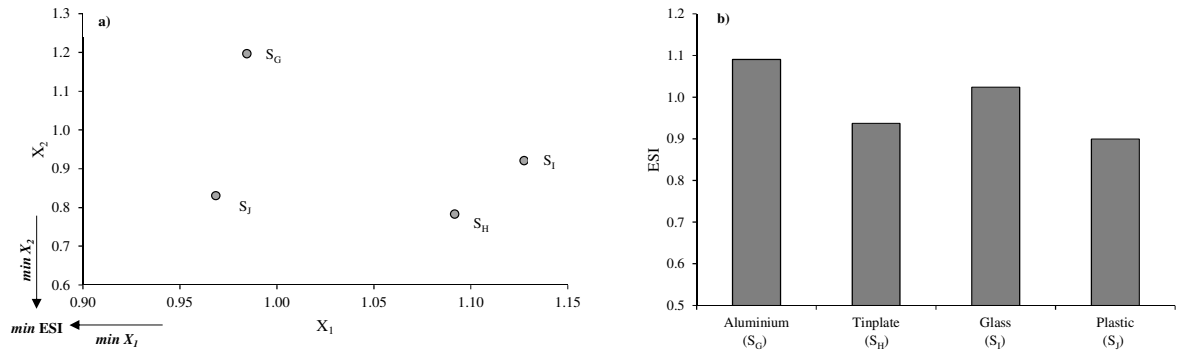 a)
1.3
1.2
1.1
1.0
0.9
0.8
0.7
0.6
X2
SG
SI
SJ
SH
0.90 0.95 1.00 1.05 1.10 1.15
X1
min X2
min ESI
min X1
b)
1.2
1.1
1.0
0.9
0.8
0.7
0.6
0.5
ESI
Aluminium Tinplate Glass Plastic
(SG) (SH) (SI) (SJ)